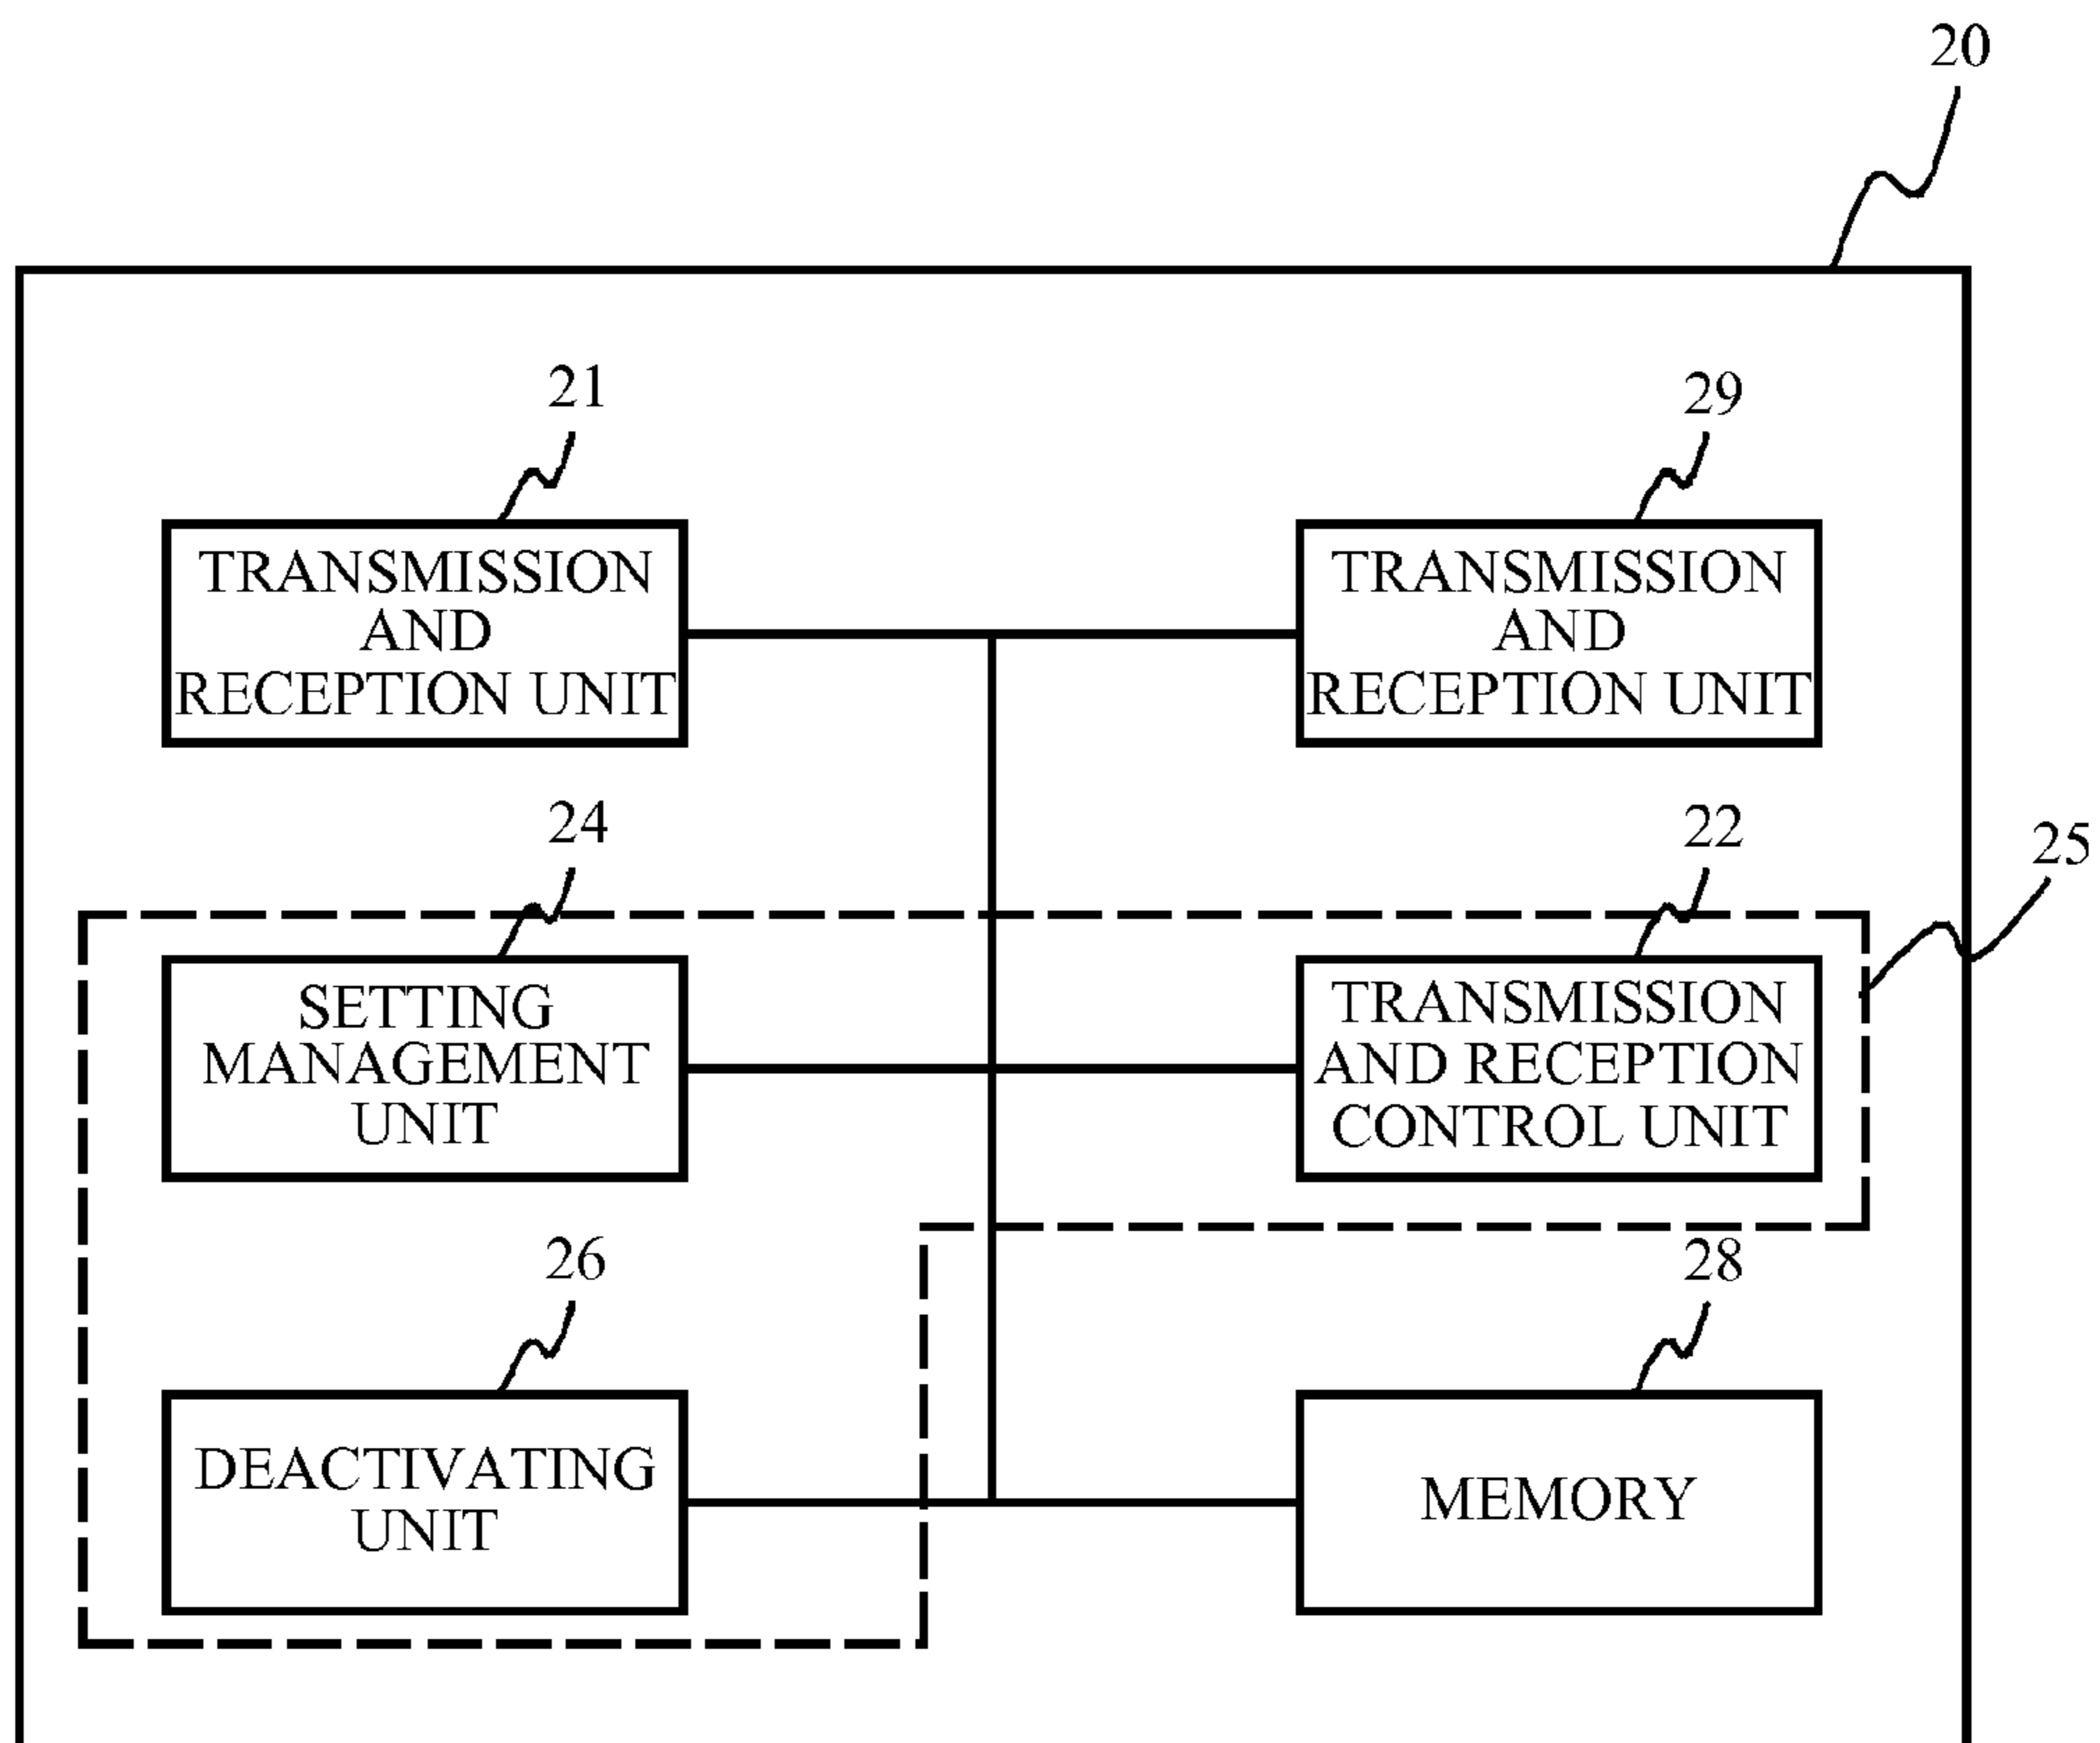 20
21
29
TRANSMISSION
AND
RECEPTION UNIT
TRANSMISSION
AND
RECEPTION UNIT
24
22
25
SETTING
MANAGEMENT
UNIT
TRANSMISSION
AND RECEPTION
CONTROL UNIT
26
28
DEACTIVATING
UNIT
MEMORY